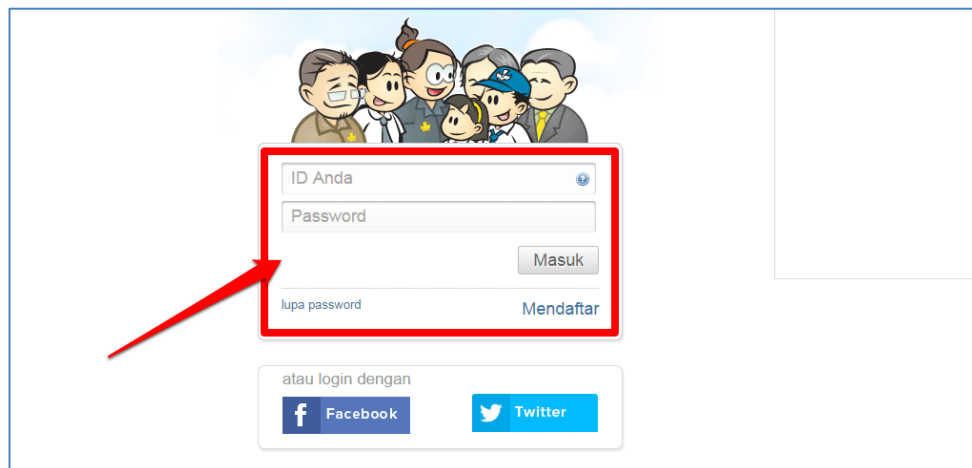 ID Anda
Password
Masuk
lupa password
Mendaftar
atau login dengan
Facebook
Twitter